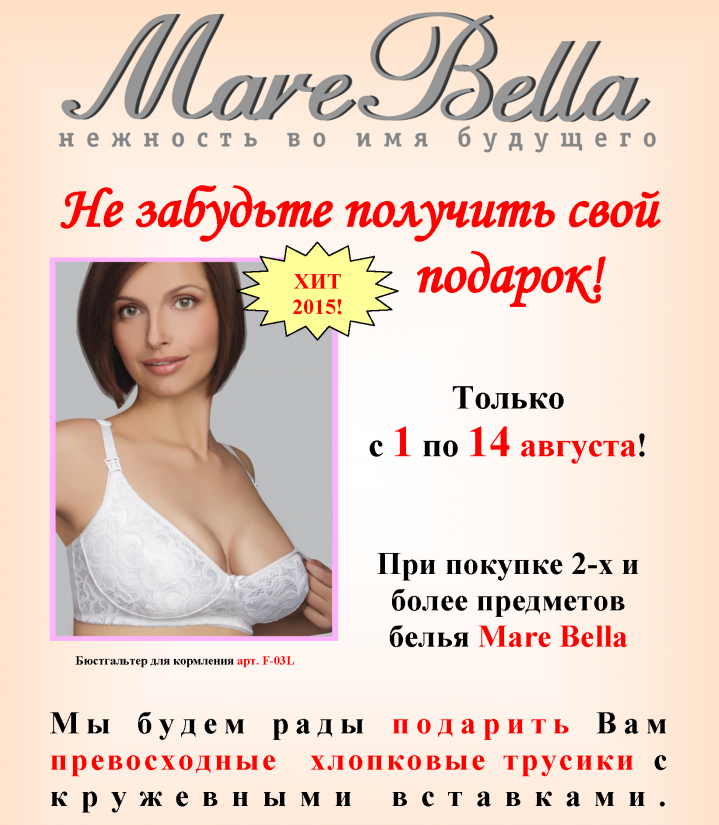 Mare Bella
нежность во имя будущего
Не забудьте получить свой
подарок!
ХИТ
2015!
Только
с 1 по 14 августа!
При покупке 2-х и
более предметов
белья Mare Bella
Бюстгальтер для кормления арт. F-03L
Мы будем рады подарить Вам
превосходные хлопковые трусики с
кружевными вставками.